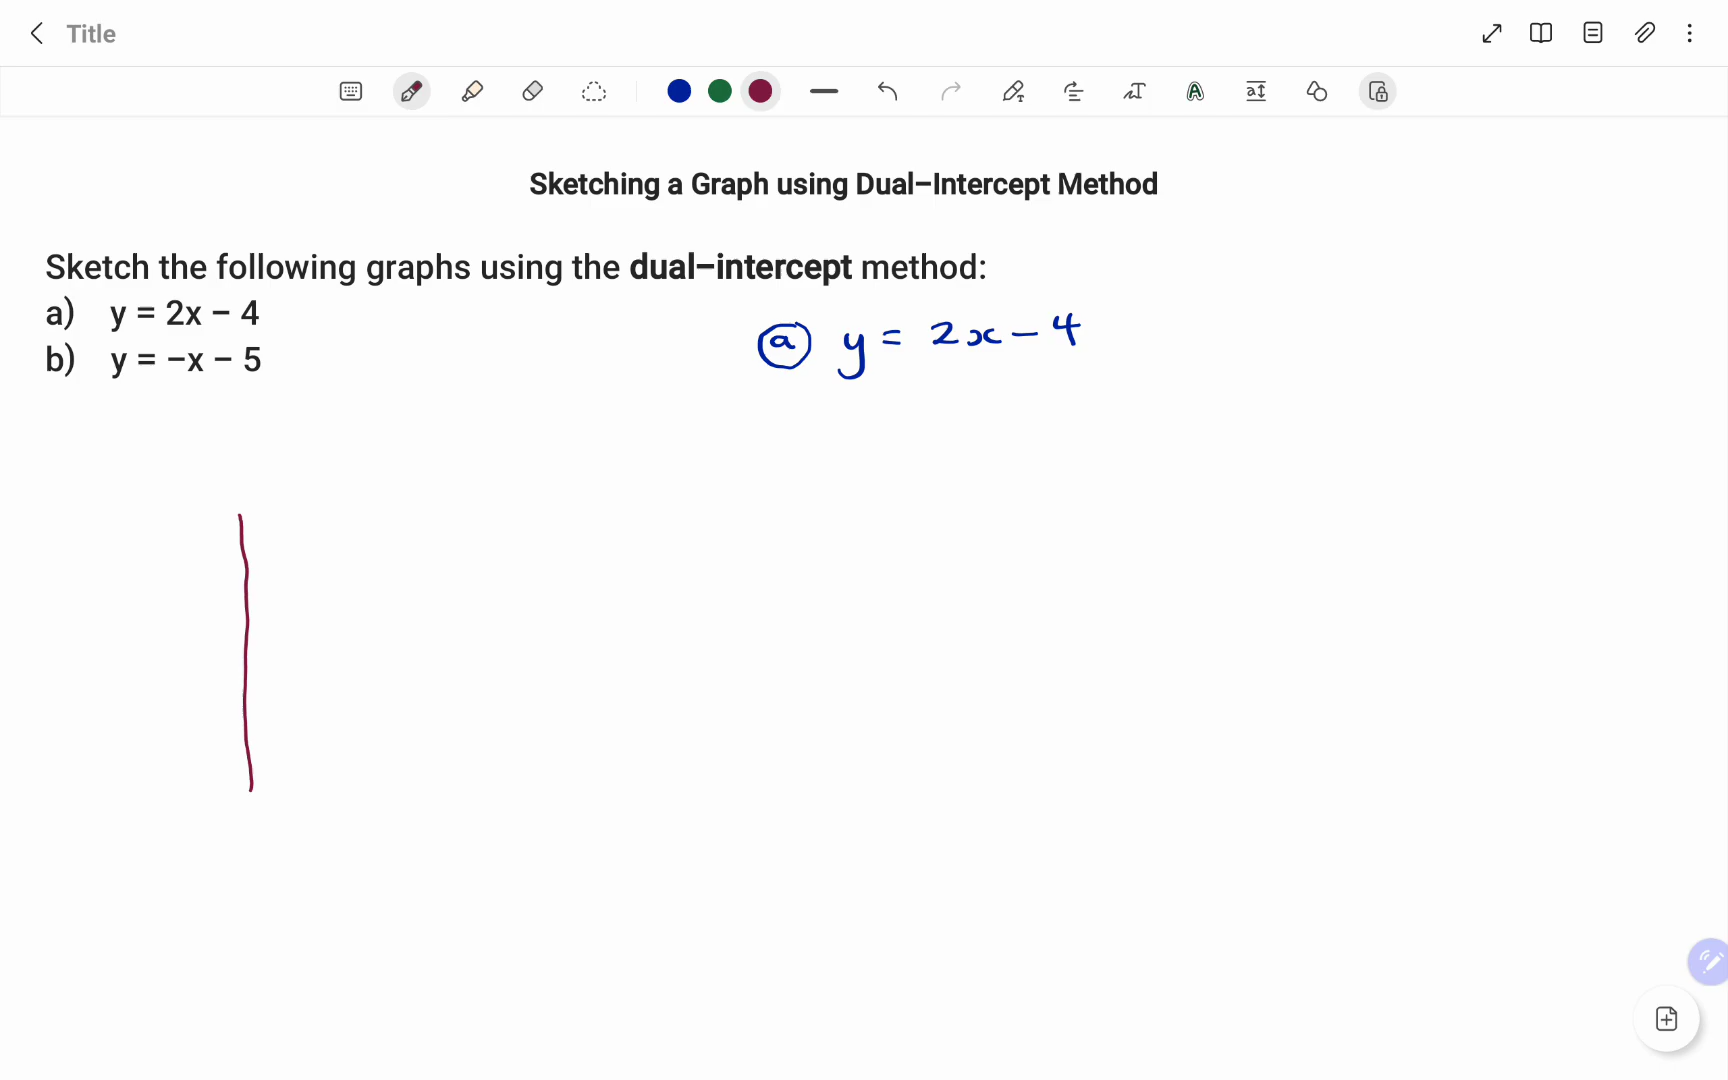 Title
Sketching a Graph using Dual–Intercept Method
Sketch the following graphs using the dual–intercept method:
a) y = 2x – 4
b) y = –x – 5
ⓐ y = 2x – 4